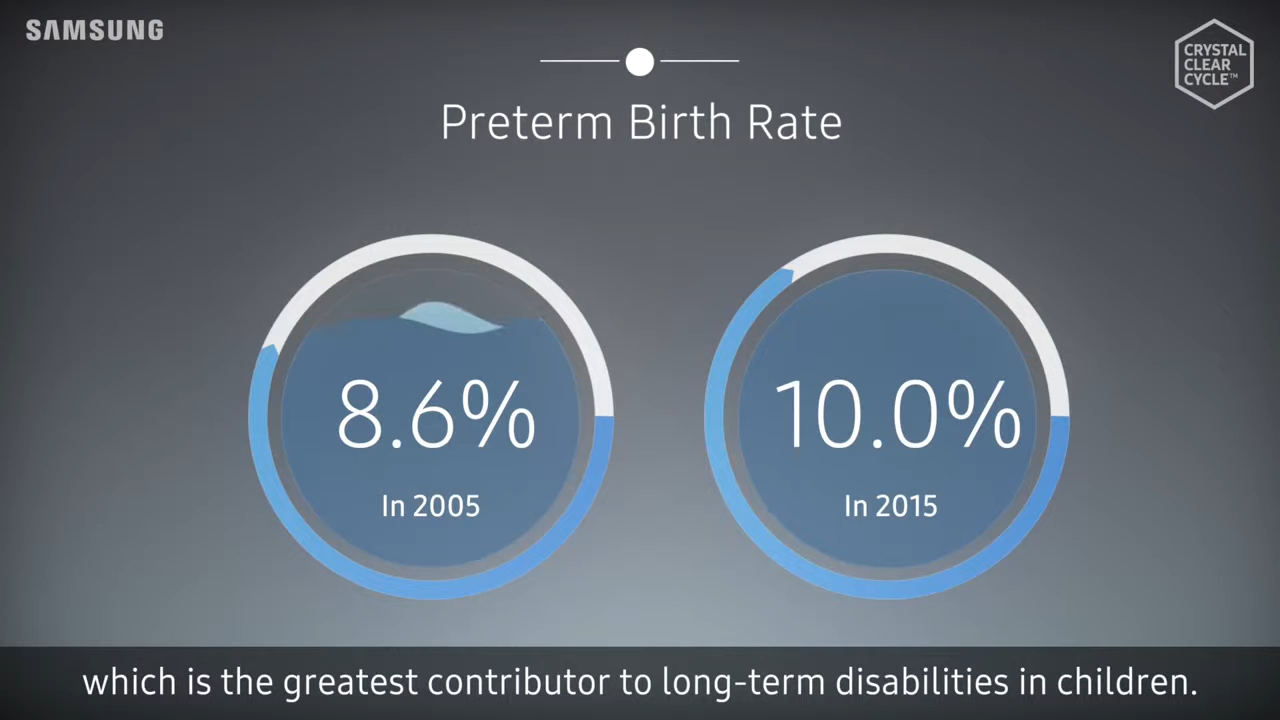 SAMSUNG
CRYSTAL
CLEAR
CYCLE™
Preterm Birth Rate
8.6%
In 2005
10.0%
In 2015
which is the greatest contributor to long-term disabilities in children.